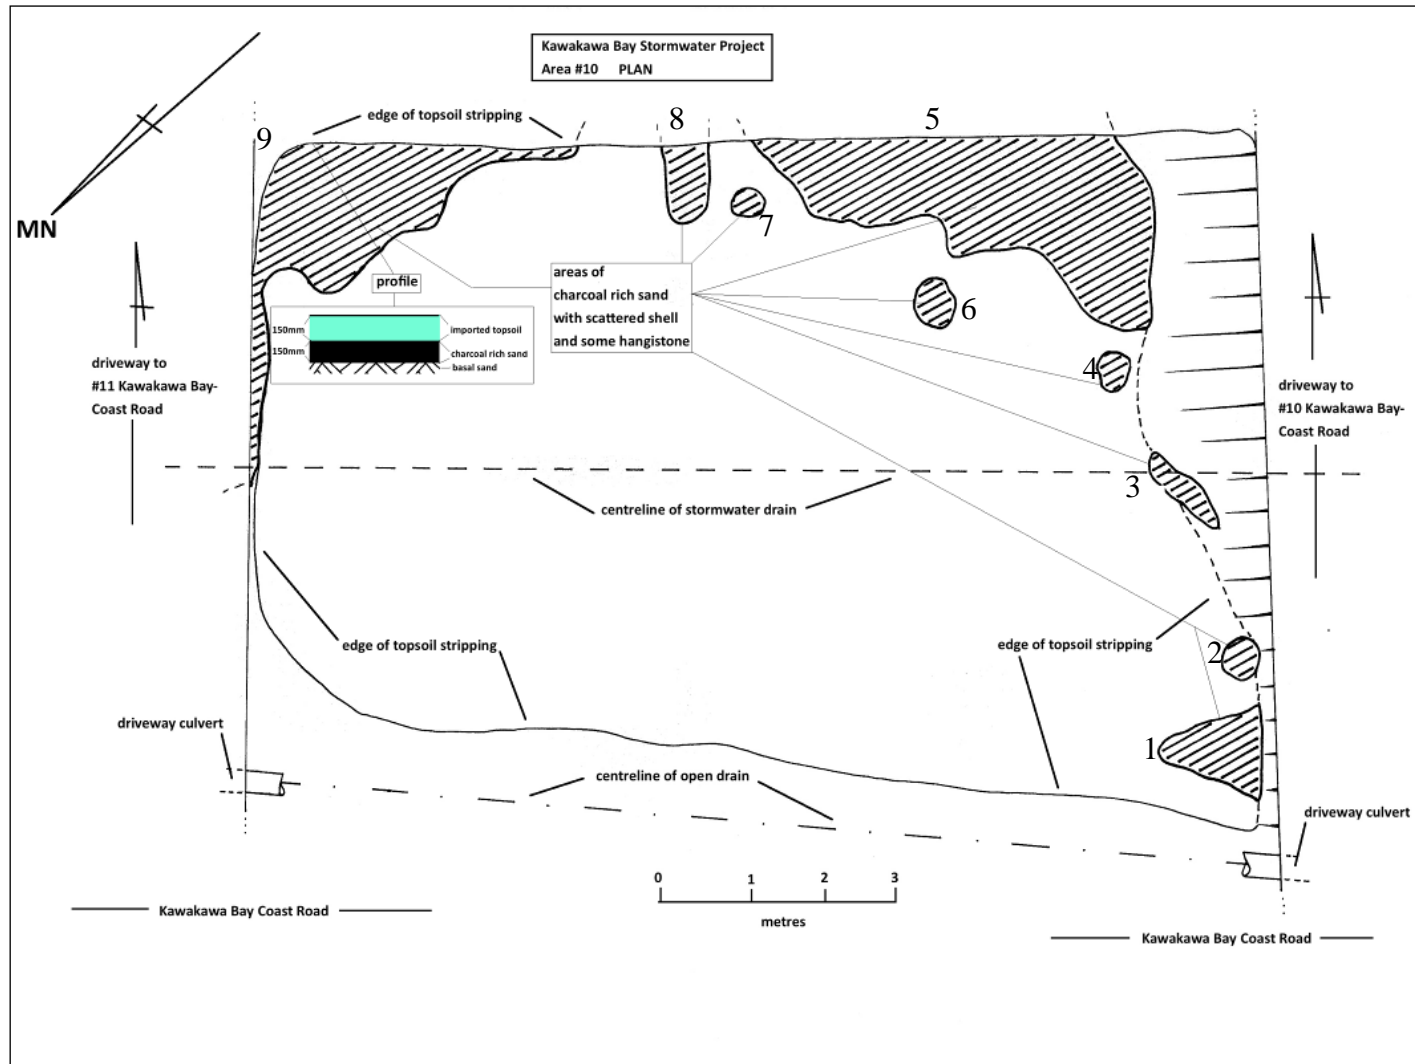 Kawakawa Bay Stormwater Project
Area #10 PLAN
edge of topsoil stripping
9
8
5
MN
7
6
4
3
2
1
profile
150mm
150mm
imported topsoil
charcoal rich sand
basal sand
areas of
charcoal rich sand
with scattered shell
and some hangistone
driveway to
#11 Kawakawa Bay-
Coast Road
driveway to
#10 Kawakawa Bay-
Coast Road
centreline of stormwater drain
edge of topsoil stripping
edge of topsoil stripping
driveway culvert
centreline of open drain
driveway culvert
0 1 2 3
metres
Kawakawa Bay Coast Road
Kawakawa Bay Coast Road